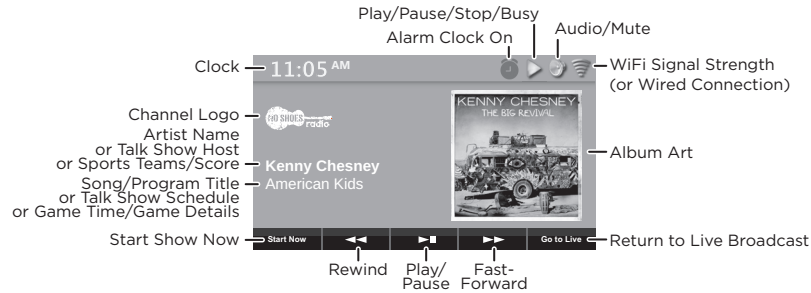 Play/Pause/Stop/Busy
Alarm Clock On
Audio/Mute
Clock
11:05 AM
WiFi Signal Strength
(or Wired Connection)
Channel Logo
NO SHOES
radio
KENNY CHESNEY
THE BIG REVIVAL
Artist Name
or Talk Show Host
or Sports Teams/Score
Kenny Chesney
Album Art
Song/Program Title
or Talk Show Schedule
or Game Time/Game Details
American Kids
Start Show Now
Start Now
Go to Live
Return to Live Broadcast
Rewind
Play/
Pause
Fast-
Forward